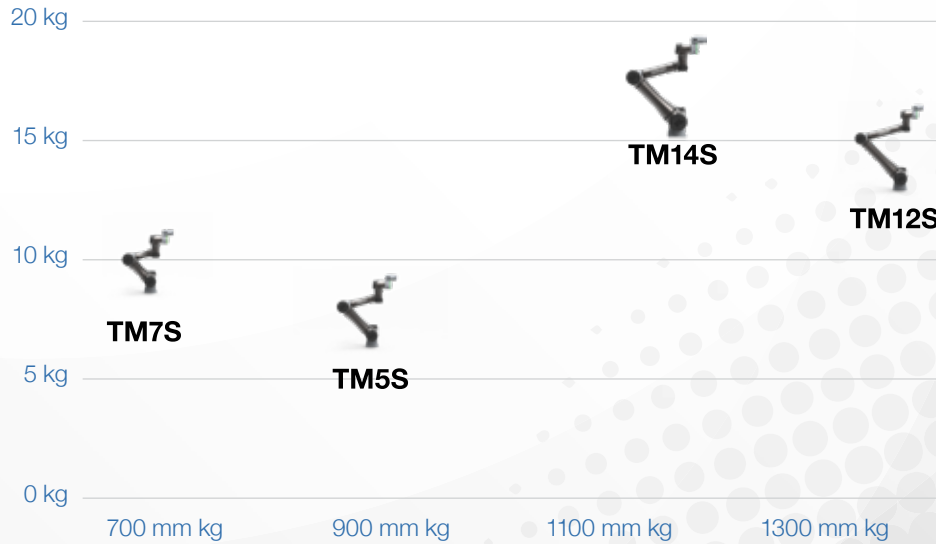 20 kg
15 kg
TM14S
TM12S
10 kg
TM7S
5 kg
TM5S
0 kg
700 mm kg
900 mm kg
1100 mm kg
1300 mm kg